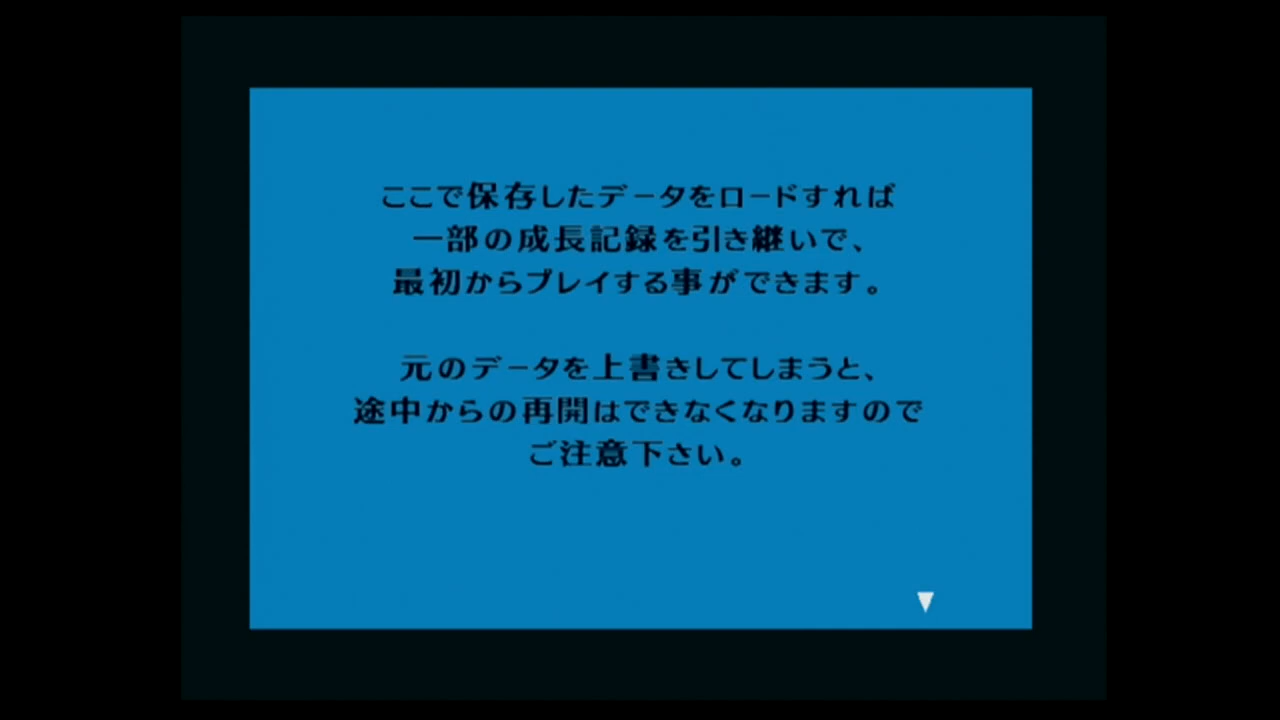 ここで保存したデータをロードすれば
一部の成長記録を引き継いで、
最初からプレイする事ができます。
元のデータを上書きしてしまうと、
途中からの再開はできなくなりますので
ご注意下さい。